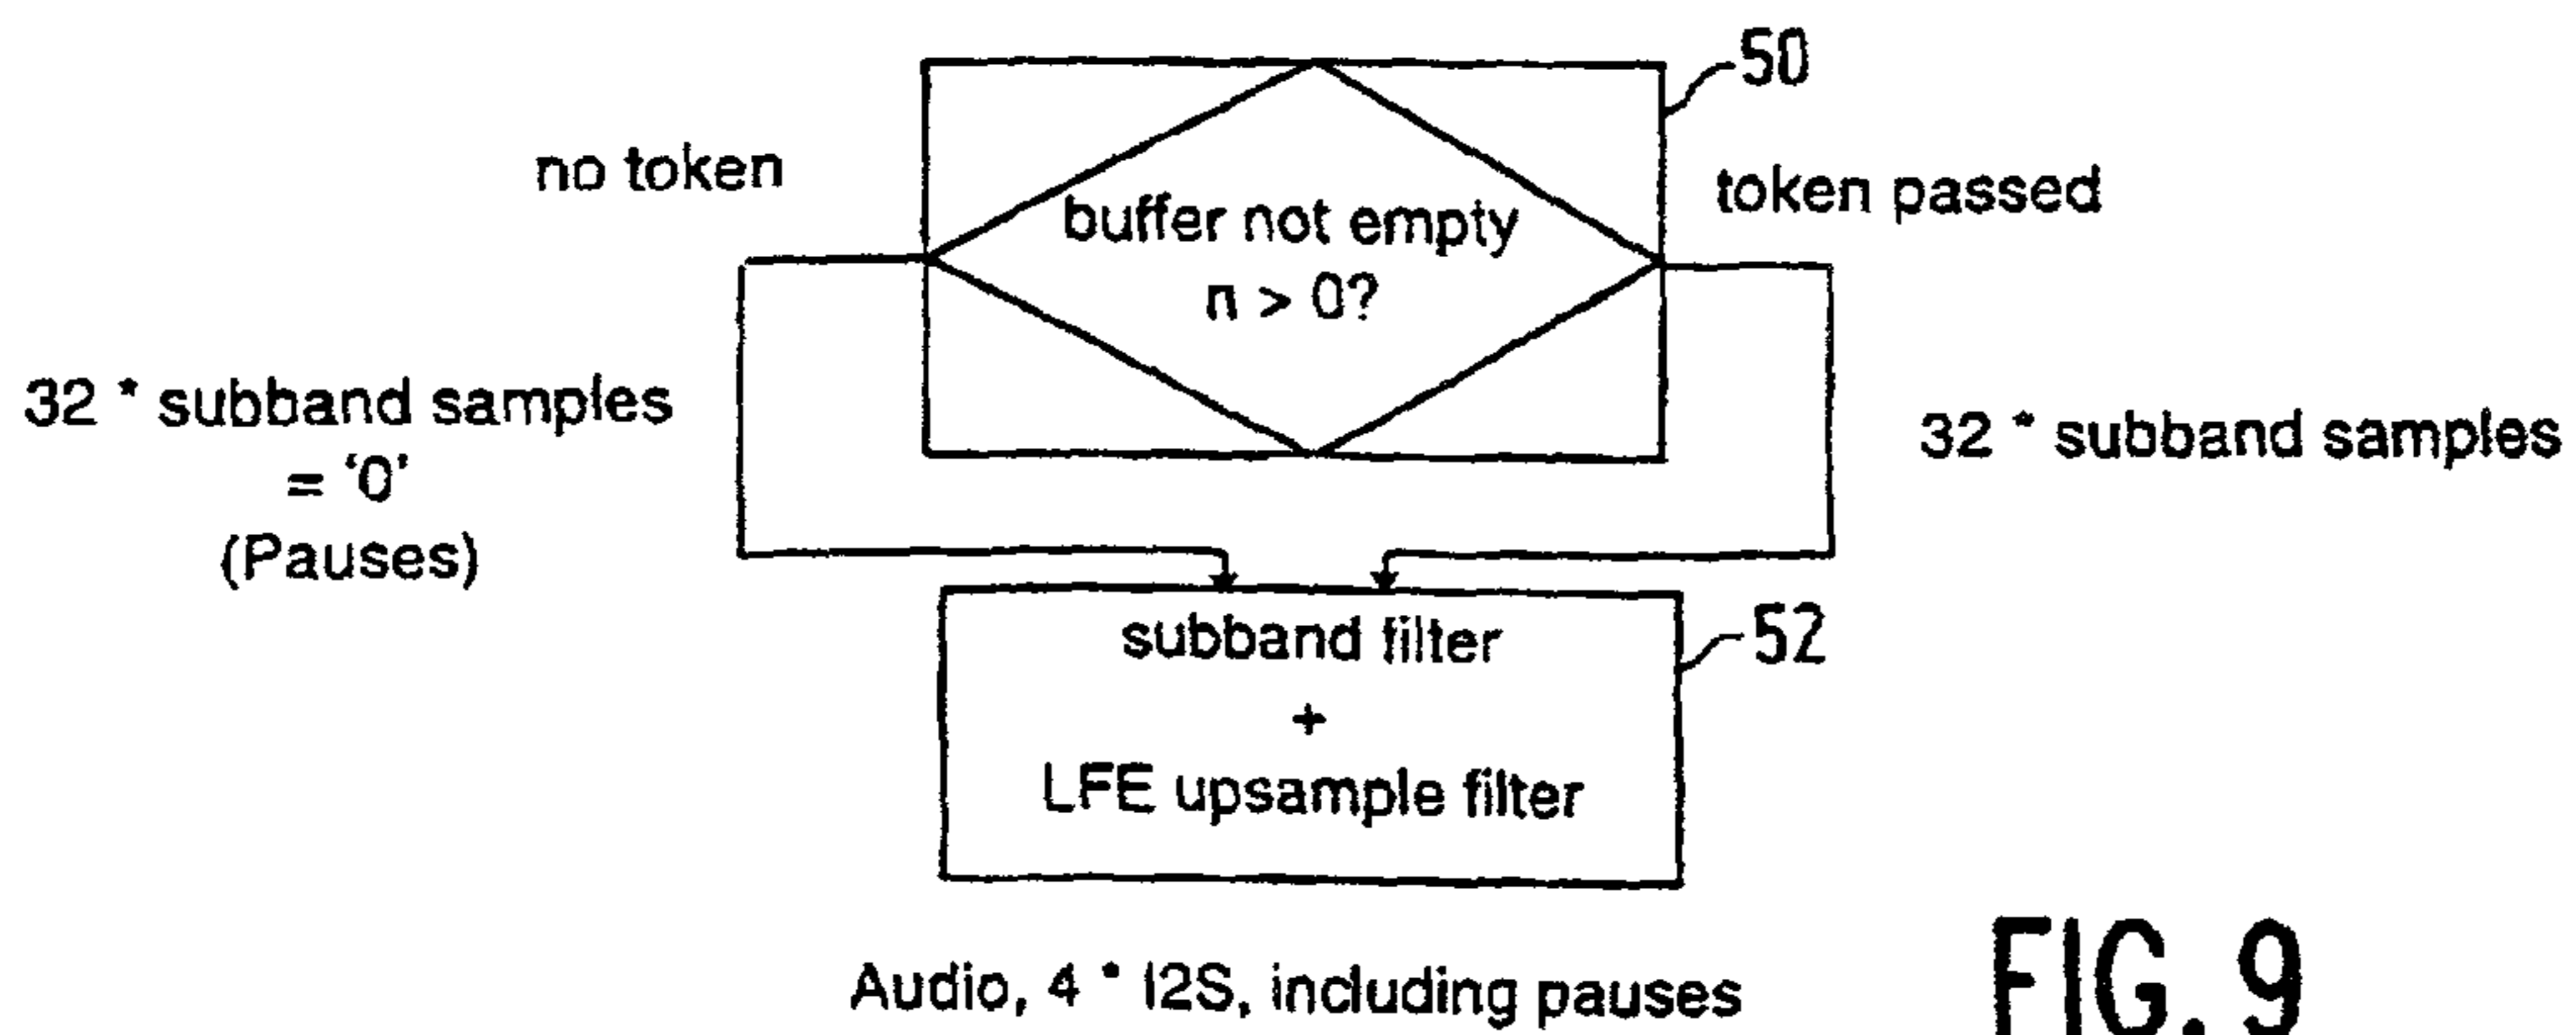 50
no token
token passed
buffer not empty
n > 0?
32 * subband samples
= ‘0’
(Pauses)
32 * subband samples
subband filter
+
LFE upsample filter
52
Audio, 4 * I2S, including pauses
FIG. 9